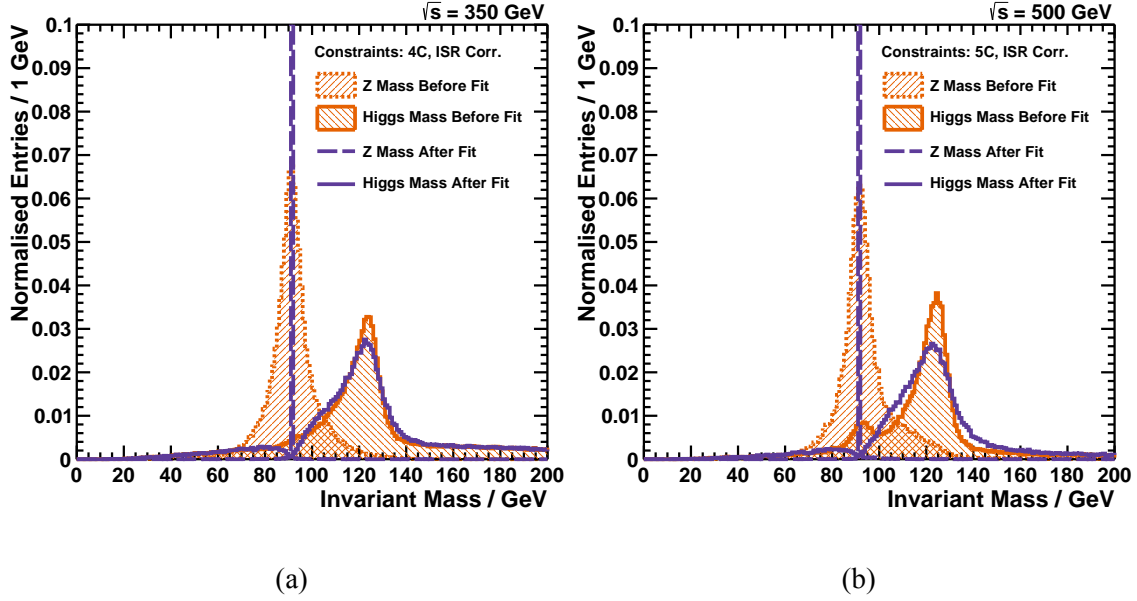 √s = 350 GeV
Normalised Entries / 1 GeV
0.1
0.09
0.08
0.07
0.06
0.05
0.04
0.03
0.02
0.01
0
Constraints: 4C, ISR Corr.
Z Mass Before Fit
Higgs Mass Before Fit
Z Mass After Fit
Higgs Mass After Fit
0 20 40 60 80 100 120 140 160 180 200
Invariant Mass / GeV
(a)
√s = 500 GeV
Normalised Entries / 1 GeV
0.1
0.09
0.08
0.07
0.06
0.05
0.04
0.03
0.02
0.01
0
Constraints: 5C, ISR Corr.
Z Mass Before Fit
Higgs Mass Before Fit
Z Mass After Fit
Higgs Mass After Fit
0 20 40 60 80 100 120 140 160 180 200
Invariant Mass / GeV
(b)